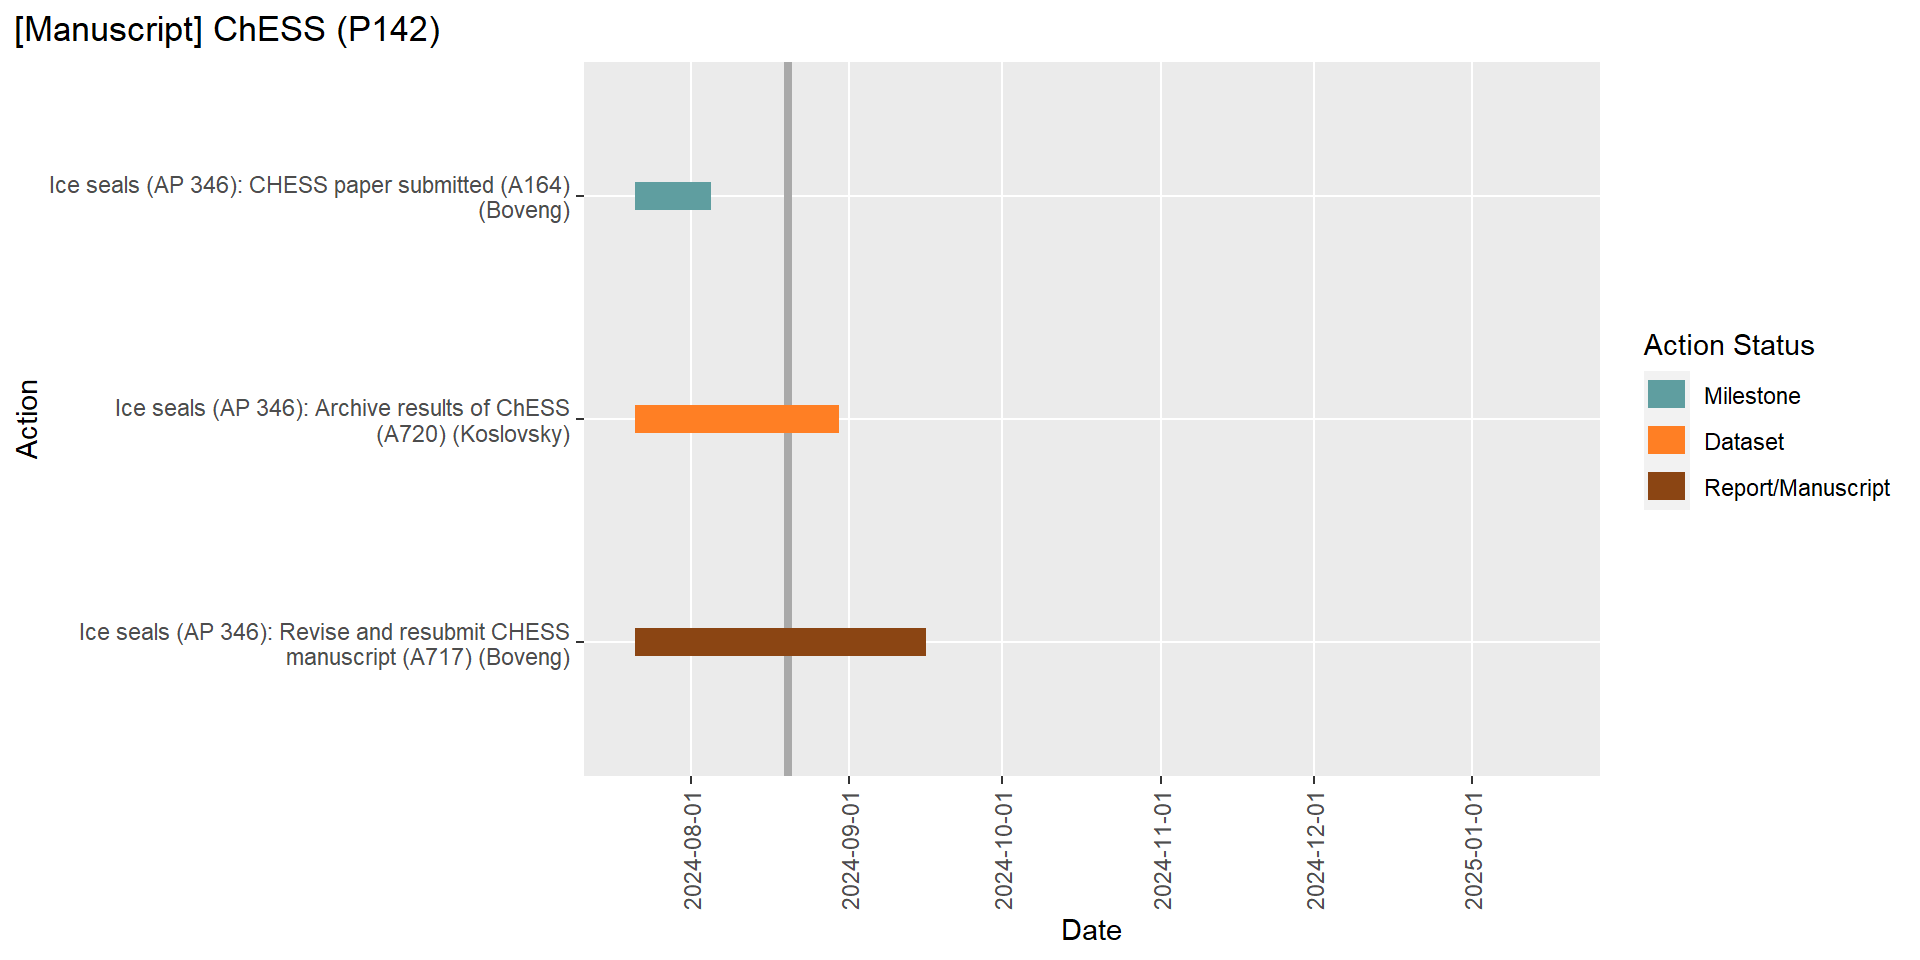 [Manuscript] ChESS (P142)
Action
Ice seals (AP 346): CHESS paper submitted (A164)
(Boveng)
Ice seals (AP 346): Archive results of ChESS
(A720) (Koslovsky)
Ice seals (AP 346): Revise and resubmit CHESS
manuscript (A717) (Boveng)
2024-08-01
2024-09-01
2024-10-01
2024-11-01
2024-12-01
2025-01-01
Date
Action Status
Milestone
Dataset
Report/Manuscript